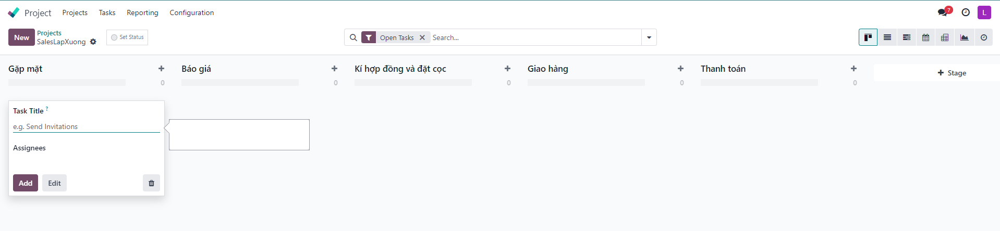 Project Projects Tasks Reporting Configuration 7 L
New Projects SalesLapXuong Set Status Open Tasks Search...
Gặp mặt Báo giá Kí hợp đồng và đặt cọc Giao hàng Thanh toán Stage
0 0 0 0 0
Task Title ?
e.g. Send Invitations
Assignees
Add Edit